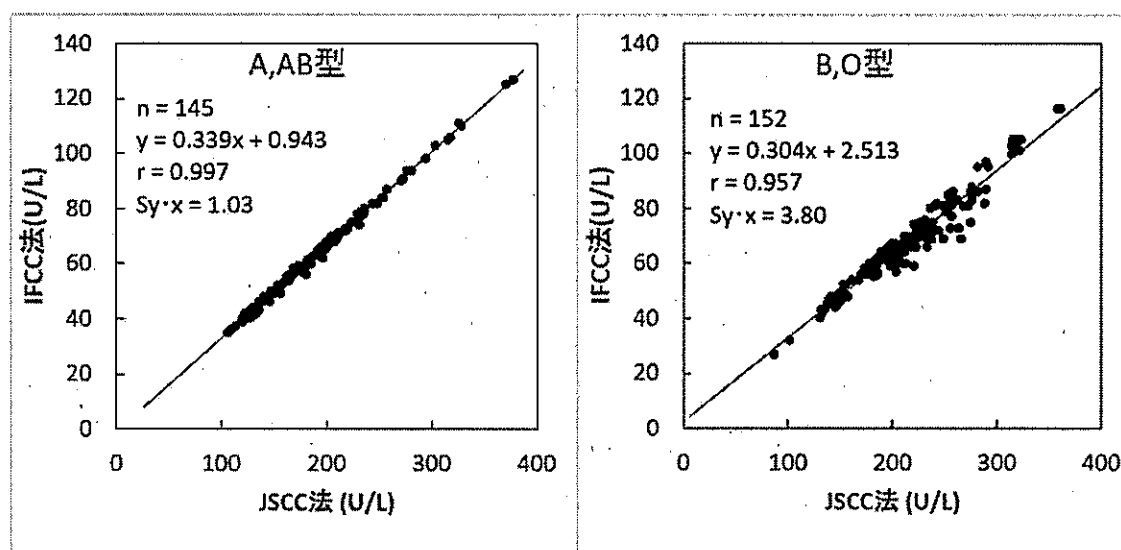 A,AB型
n = 145
y = 0.339x + 0.943
r = 0.997
Sy･x = 1.03
140
120
100
80
60
40
20
0
IFCC法(U/L)
0 100 200 300 400
JSCC法 (U/L)
B,O型
n = 152
y = 0.304x + 2.513
r = 0.957
Sy･x = 3.80
140
120
100
80
60
40
20
0
IFCC法(U/L)
0 100 200 300 400
JSCC法 (U/L)